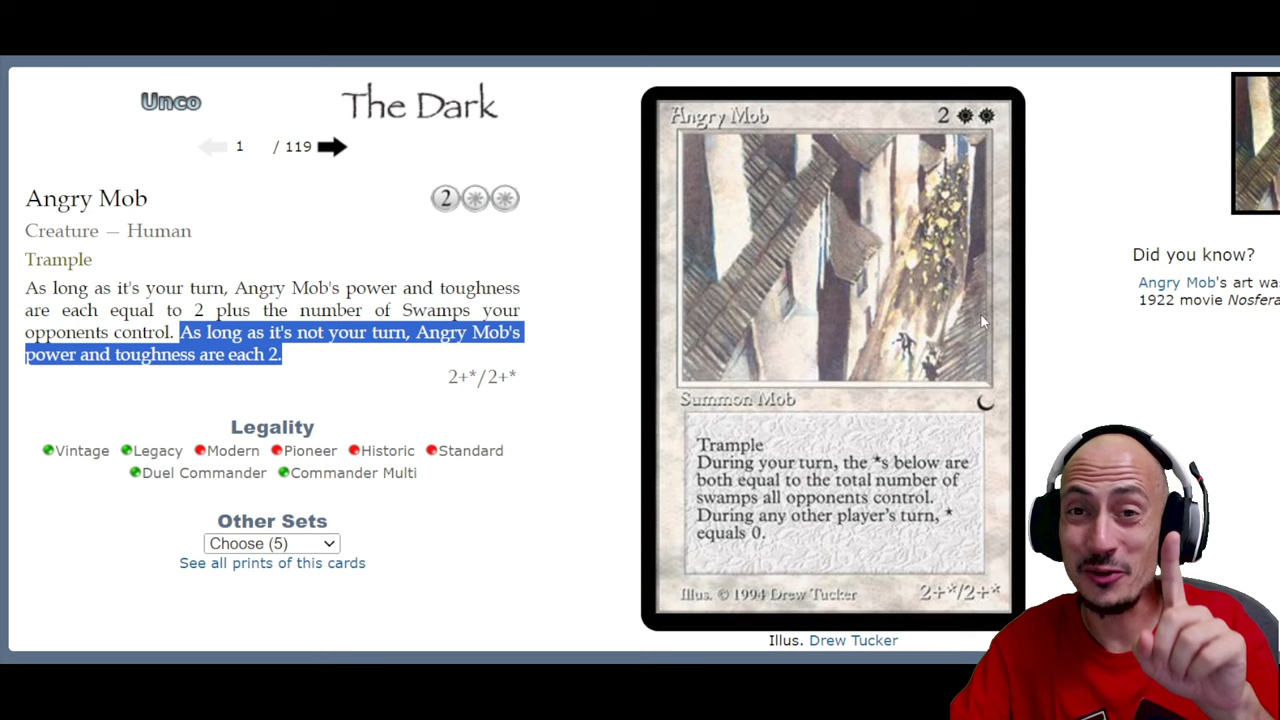 Unco
The Dark
1 / 119
Angry Mob
2
Creature — Human
Trample
As long as it's your turn, Angry Mob's power and toughness
are each equal to 2 plus the number of Swamps your
opponents control. As long as it's not your turn, Angry Mob's
power and toughness are each 2.
2+*/2+*
Legality
Vintage Legacy Modern Pioneer Historic Standard
Duel Commander Commander Multi
Other Sets
Choose (5)
See all prints of this cards
Angry Mob 2
Summon Mob
Trample
During your turn, the *s below are
both equal to the total number of
swamps all opponents control.
During any other player's turn, *
equals 0.
Illus. © 1994 Drew Tucker 2+*/2+*
Illus. Drew Tucker
Did you know?
Angry Mob's art was
1922 movie Nosfera